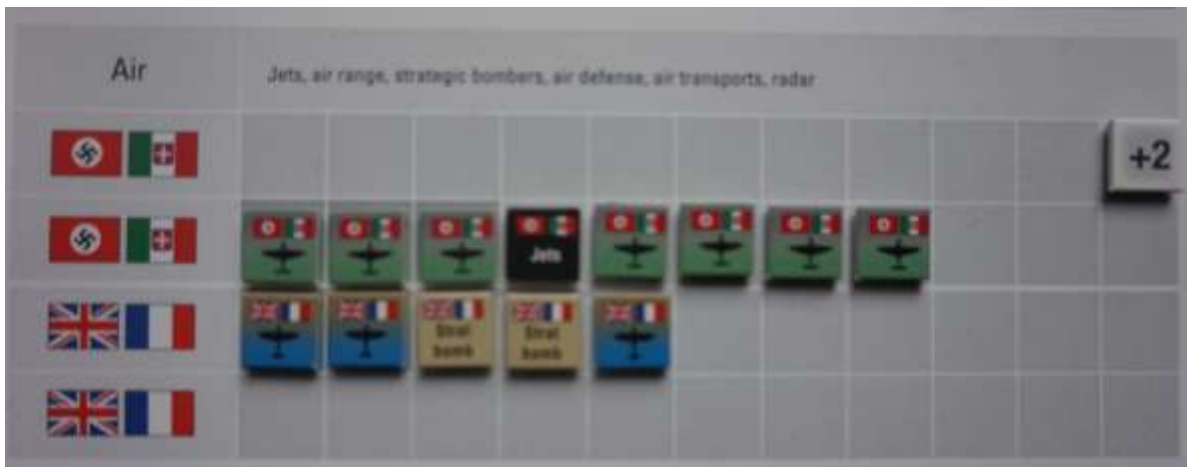 Air
Jets, air range, strategic bombers, air defense, air transports, radar
+2
Jets
Strat
bomb
Strat
bomb